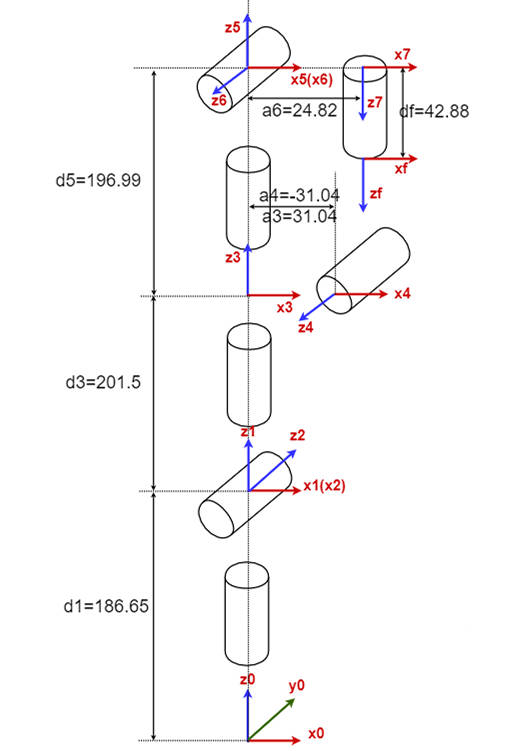 z5
x5(x6)
x7
z6
a6=24.82
z7
df=42.88
xf
d5=196.99
a4=-31.04
a3=31.04
zf
z3
x3
x4
z4
d3=201.5
z1
z2
x1(x2)
d1=186.65
z0
y0
x0